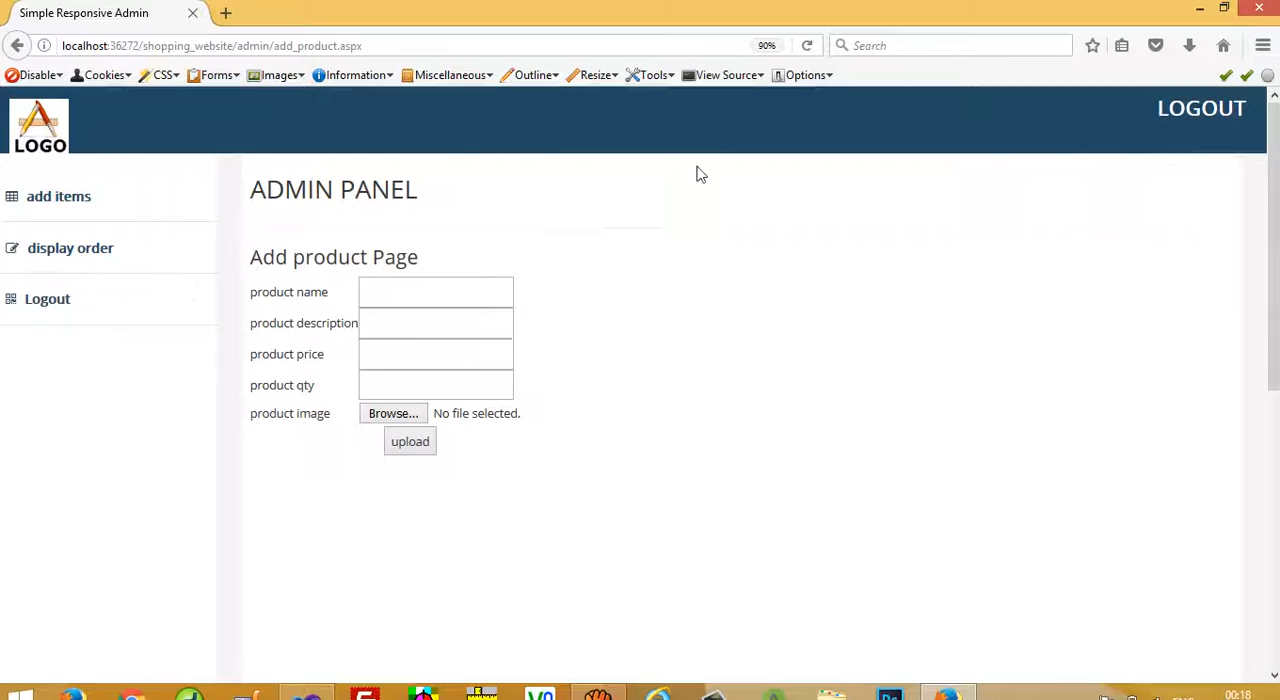 Simple Responsive Admin
localhost:36272/shopping_website/admin/add_product.aspx 90% Search
Disable Cookies CSS Forms Images Information Miscellaneous Outline Resize Tools View Source Options
LOGO
LOGOUT
add items
display order
Logout
ADMIN PANEL
Add product Page
product name
product description
product price
product qty
product image Browse... No file selected.
upload
00:18